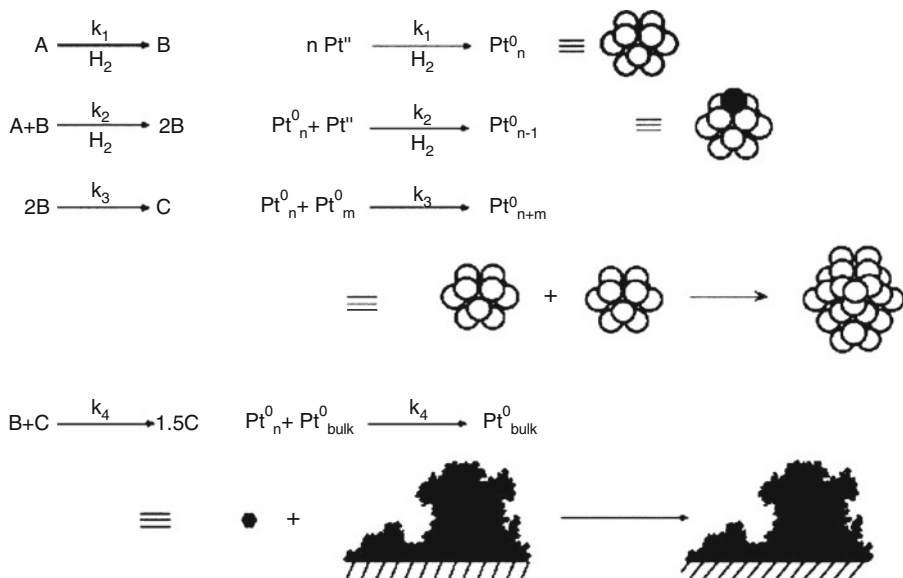 A k₁ H₂ B n Pt" k₁ H₂ Pt⁰ₙ ≡
A+B k₂ H₂ 2B Pt⁰ₙ+ Pt" k₂ H₂ Pt⁰ₙ₋₁ ≡
2B k₃ C Pt⁰ₙ+ Pt⁰ₘ k₃ Pt⁰ₙ₊ₘ
≡ +
B+C k₄ 1.5C Pt⁰ₙ+ Pt⁰bulk k₄ Pt⁰bulk
≡ +